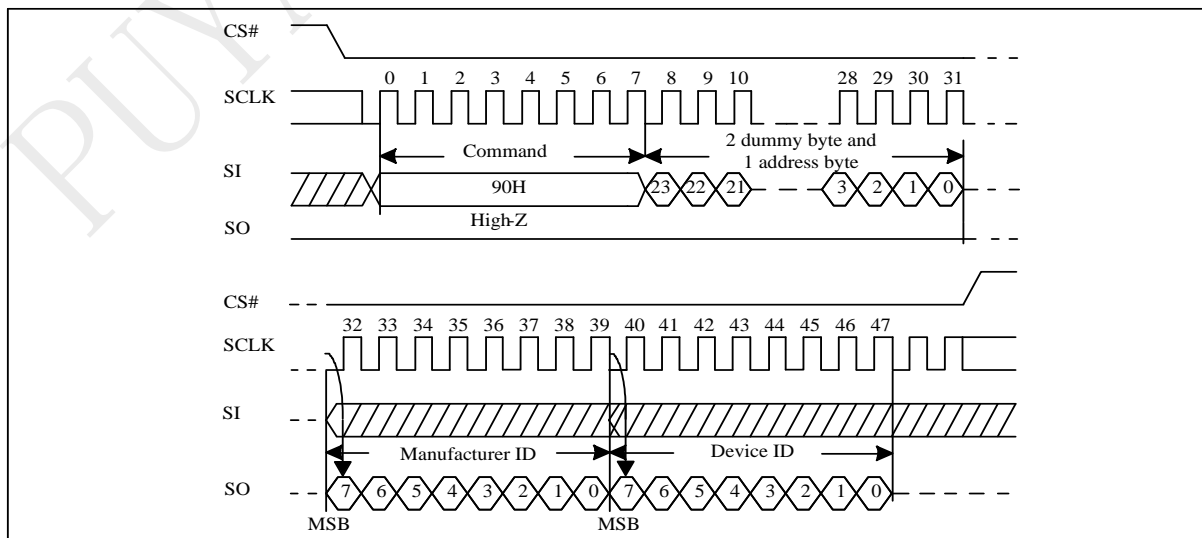 PUY
CS#
0 1 2 3 4 5 6 7 8 9 10 28 29 30 31
SCLK
Command
2 dummy byte and
1 address byte
SI
90H
23 22 21 3 2 1 0
High-Z
SO
CS#
32 33 34 35 36 37 38 39 40 41 42 43 44 45 46 47
SCLK
SI
Manufacturer ID
Device ID
SO
7 6 5 4 3 2 1 0 7 6 5 4 3 2 1 0
MSB
MSB